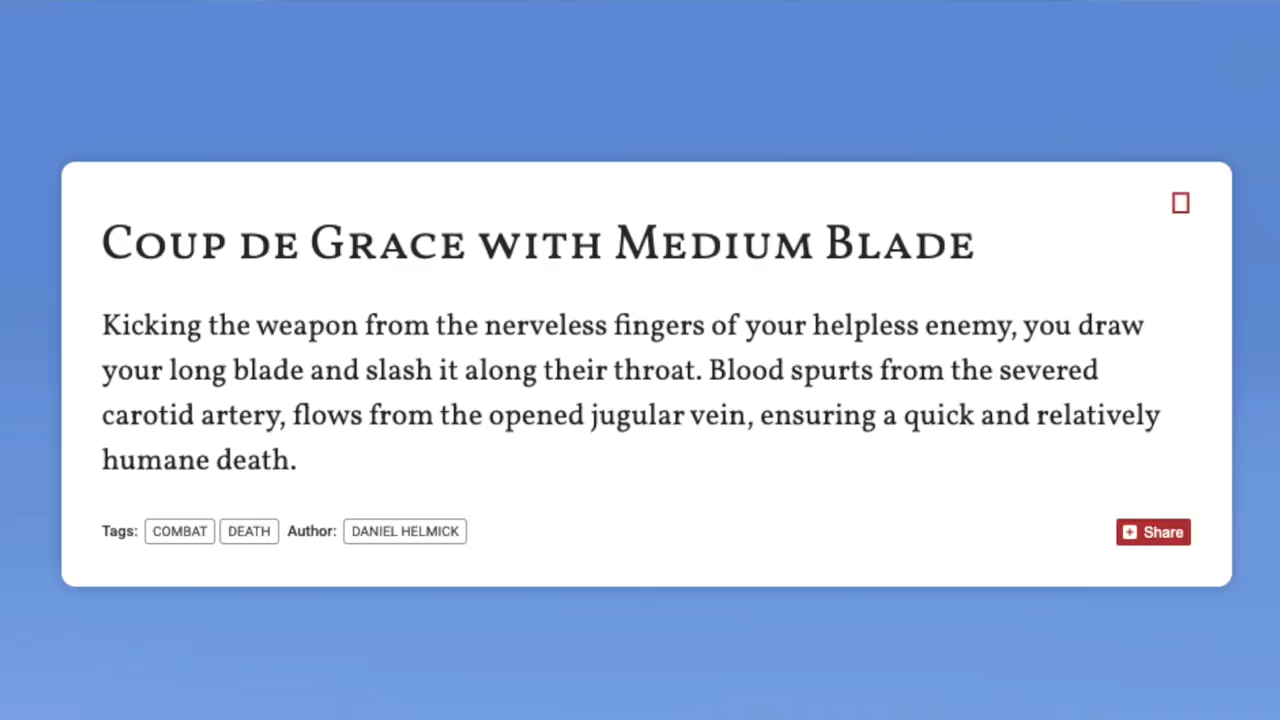 Coup de Grace with Medium Blade
Kicking the weapon from the nerveless fingers of your helpless enemy, you draw
your long blade and slash it along their throat. Blood spurts from the severed
carotid artery, flows from the opened jugular vein, ensuring a quick and relatively
humane death.
Tags: COMBAT DEATH Author: DANIEL HELMICK
Share